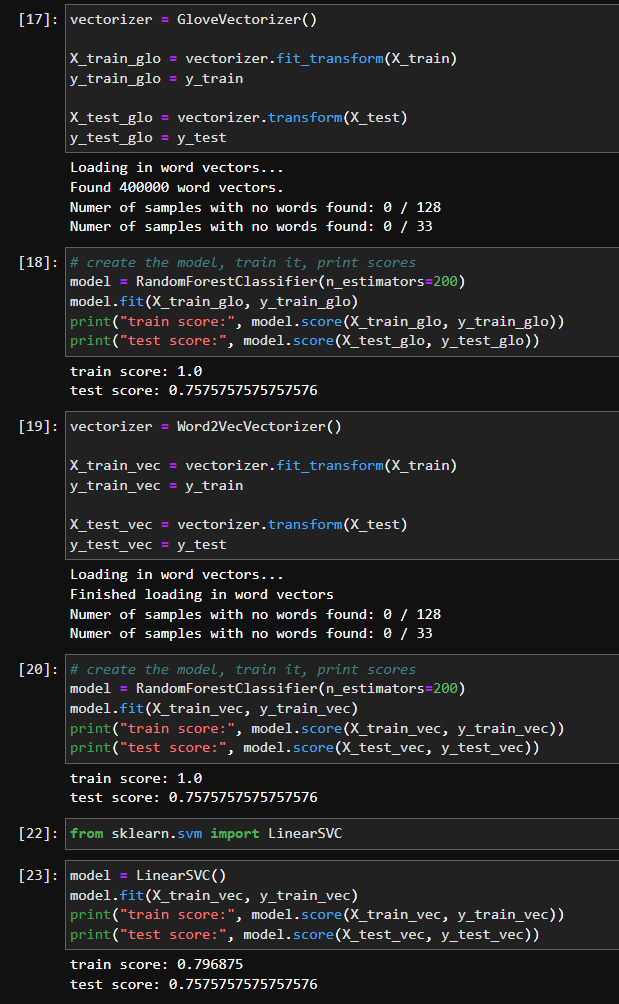 [17]: vectorizer = GloveVectorizer()
X_train_glo = vectorizer.fit_transform(X_train)
y_train_glo = y_train
X_test_glo = vectorizer.transform(X_test)
y_test_glo = y_test
Loading in word vectors...
Found 400000 word vectors.
Numer of samples with no words found: 0 / 128
Numer of samples with no words found: 0 / 33
[18]: # create the model, train it, print scores
model = RandomForestClassifier(n_estimators=200)
model.fit(X_train_glo, y_train_glo)
print("train score:", model.score(X_train_glo, y_train_glo))
print("test score:", model.score(X_test_glo, y_test_glo))
train score: 1.0
test score: 0.7575757575757576
[19]: vectorizer = Word2VecVectorizer()
X_train_vec = vectorizer.fit_transform(X_train)
y_train_vec = y_train
X_test_vec = vectorizer.transform(X_test)
y_test_vec = y_test
Loading in word vectors...
Finished loading in word vectors
Numer of samples with no words found: 0 / 128
Numer of samples with no words found: 0 / 33
[20]: # create the model, train it, print scores
model = RandomForestClassifier(n_estimators=200)
model.fit(X_train_vec, y_train_vec)
print("train score:", model.score(X_train_vec, y_train_vec))
print("test score:", model.score(X_test_vec, y_test_vec))
train score: 1.0
test score: 0.7575757575757576
[22]: from sklearn.svm import LinearSVC
[23]: model = LinearSVC()
model.fit(X_train_vec, y_train_vec)
print("train score:", model.score(X_train_vec, y_train_vec))
print("test score:", model.score(X_test_vec, y_test_vec))
train score: 0.796875
test score: 0.7575757575757576